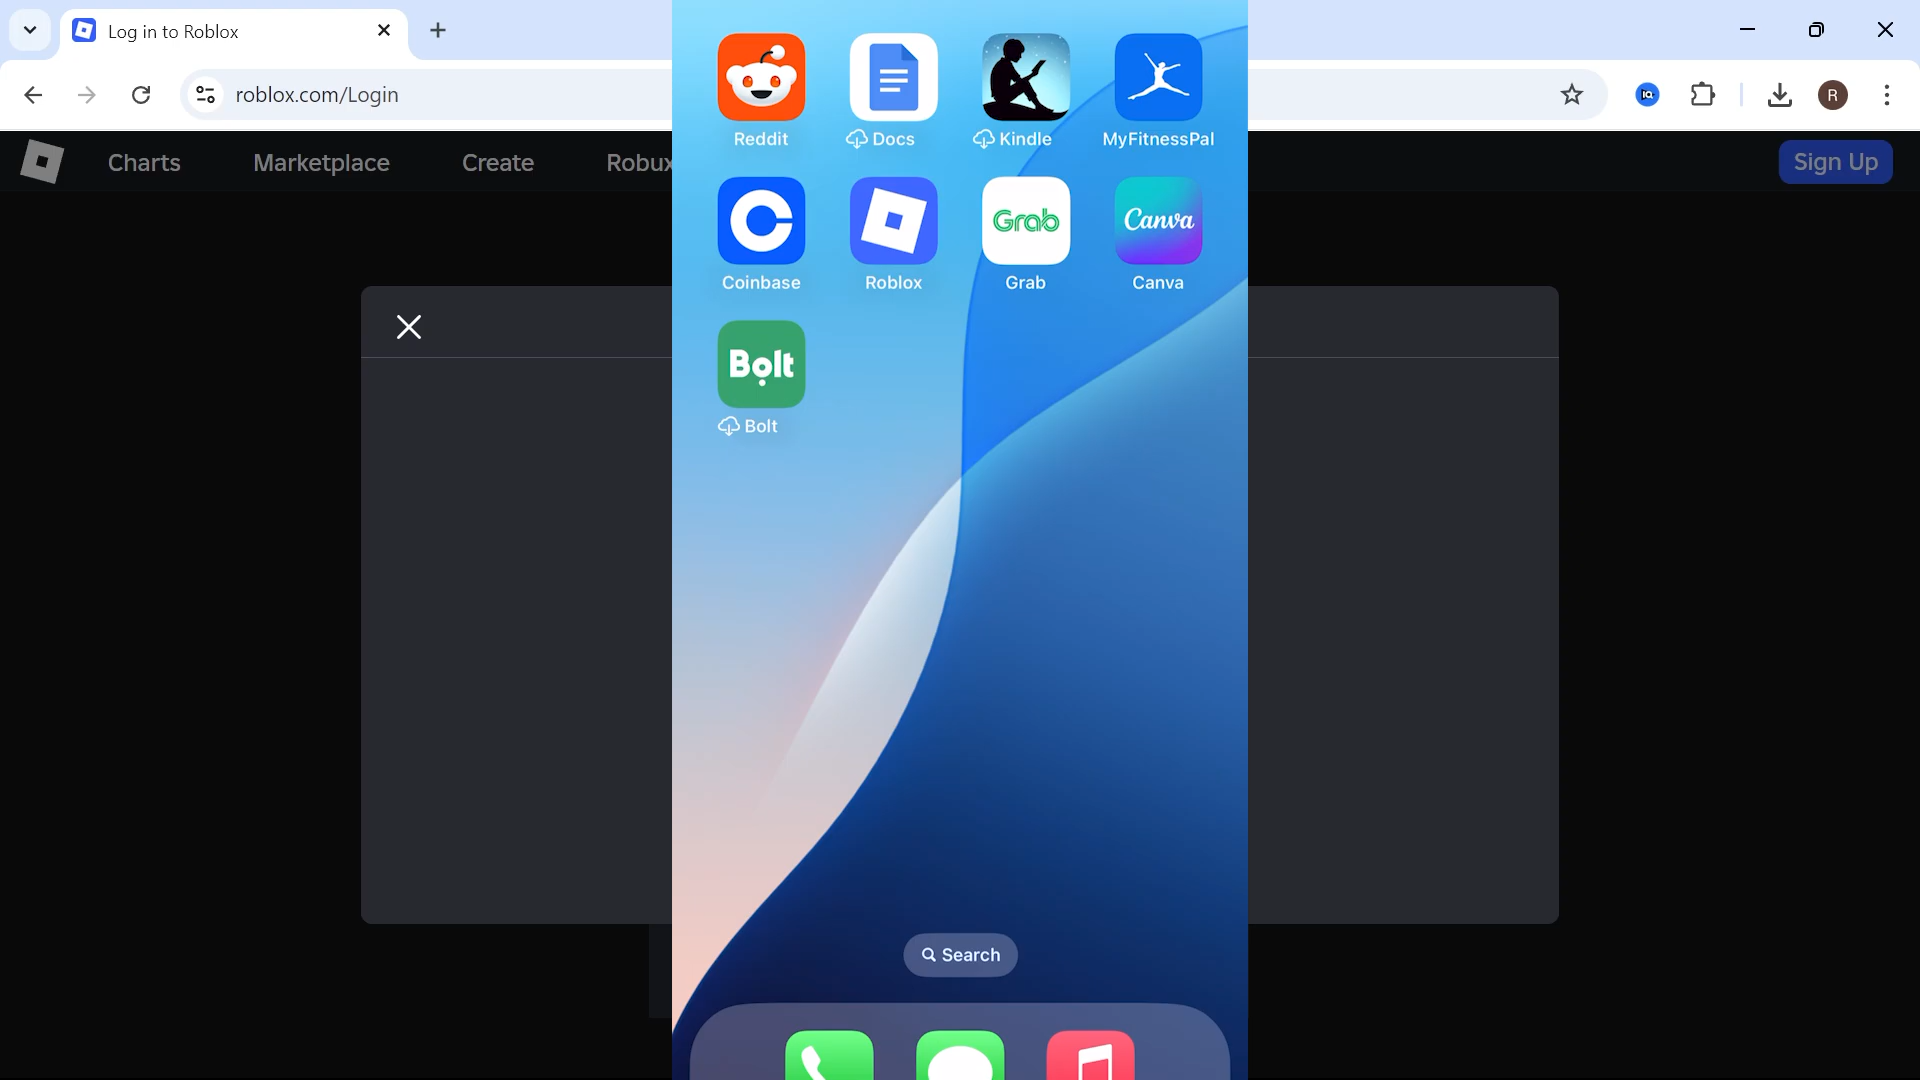 Log in to Roblox
roblox.com/Login
R
Charts Marketplace Create Robux
Sign Up
Reddit Docs Kindle MyFitnessPal
Grab Canva
Coinbase Roblox Grab Canva
Bolt
Bolt
Search